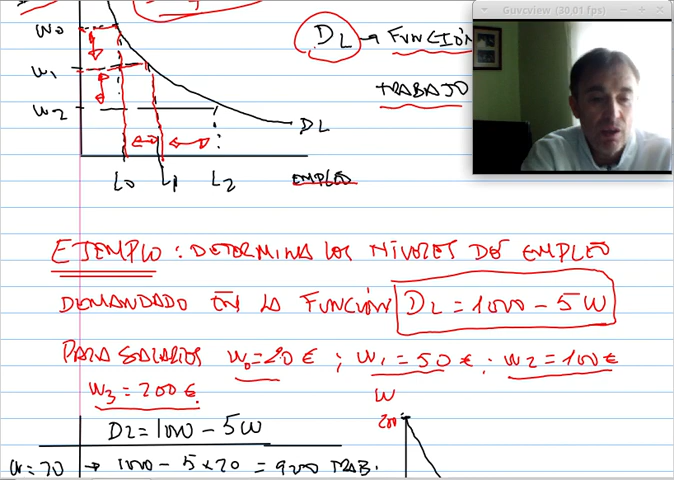 Guvcview (30.01 fps)
W0
DL → FUNCIÓN
W1
TRABAJO
W2
DL
L0 L1 L2 EMPLEO
EJEMPLO: DETERMINA LOS NIVELES DE EMPLEO
DEMANDADO EN LA FUNCIÓN DL = 1000 - 5W
PARA SALARIOS W0 = 20 €; W1 = 50 €; W2 = 100 €
W3 = 200 €.
W
200
DL = 1000 - 5W
W = 20 → 1000 - 5 x 20 = 900 TRAB.